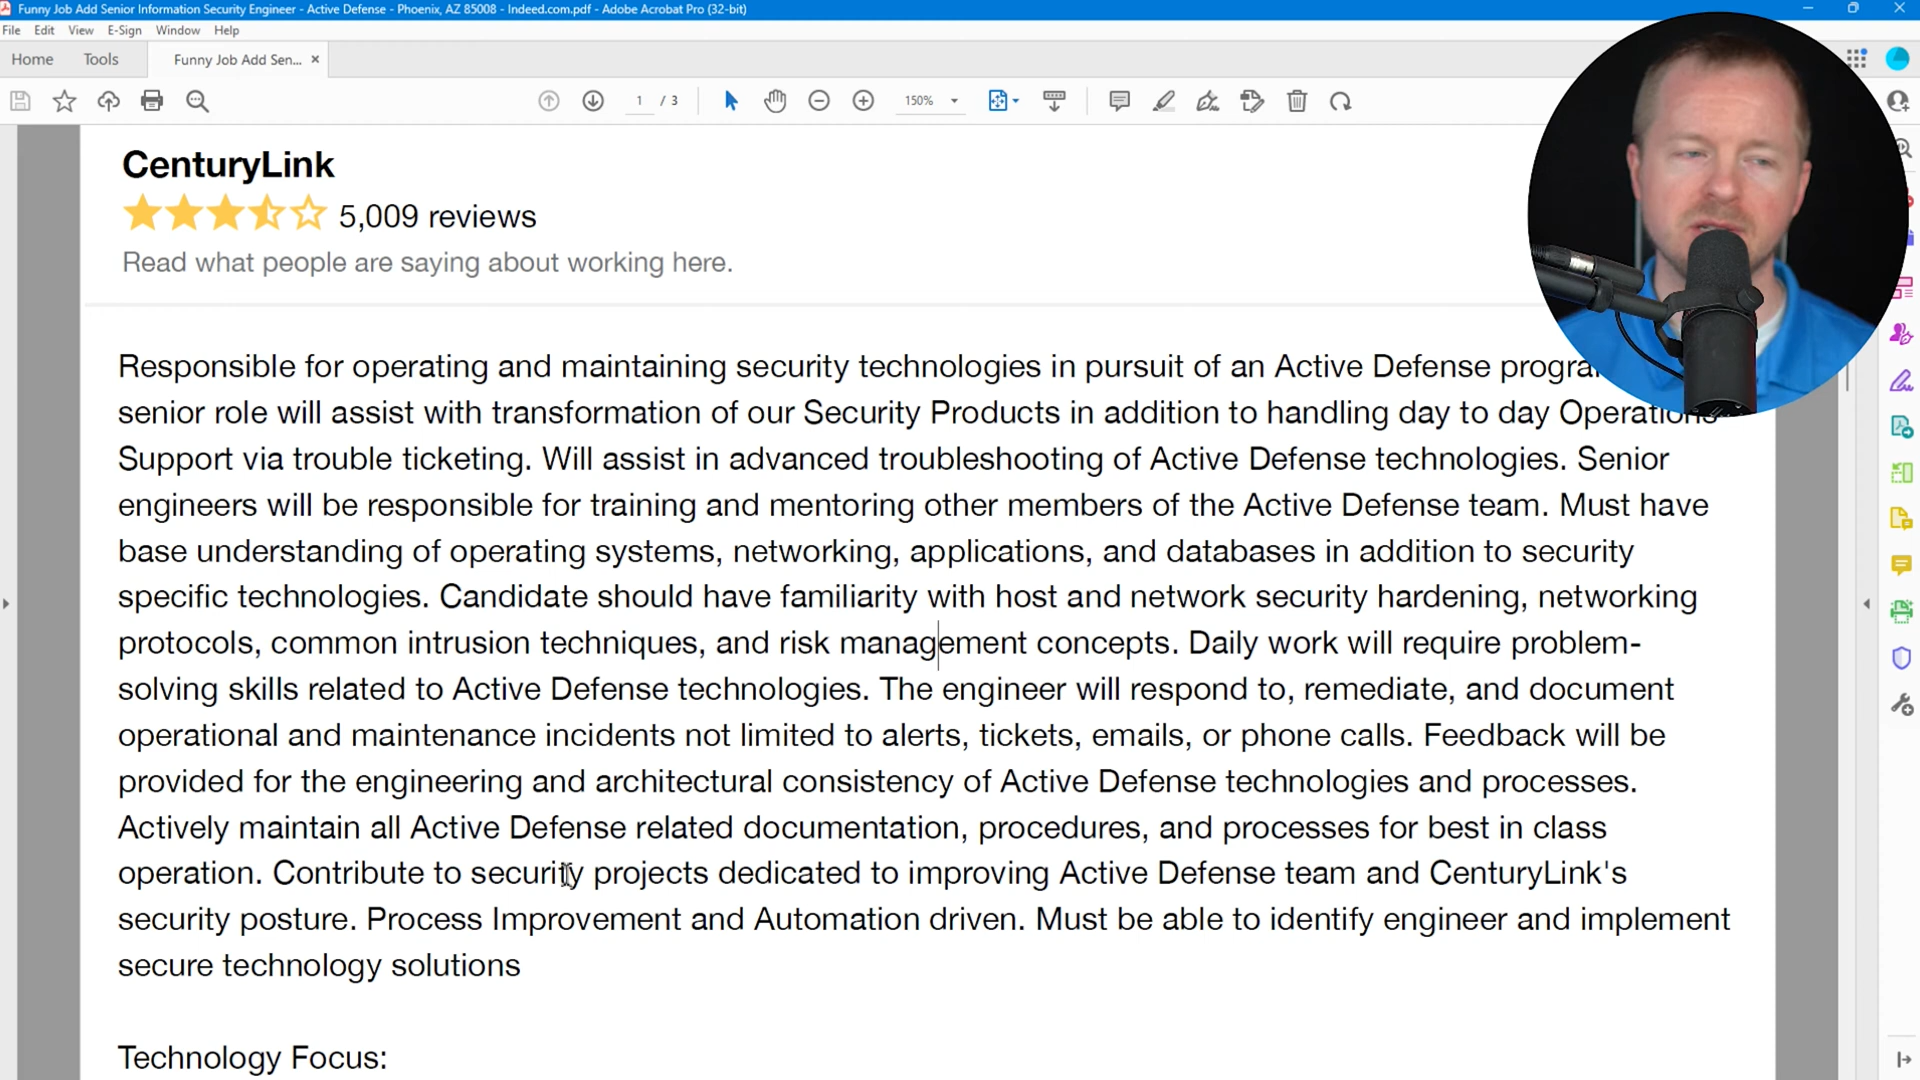 Funny Job Add Senior Information Security Engineer - Active Defense - Phoenix, AZ 85008 - Indeed.com.pdf - Adobe Acrobat Pro (32-bit)
File Edit View E-Sign Window Help
Home Tools Funny Job Add Sen... ×
1 / 3 150%
CenturyLink
5,009 reviews
Read what people are saying about working here.
Responsible for operating and maintaining security technologies in pursuit of an Active Defense
senior role will assist with transformation of our Security Products in addition to handling day to day Operations
Support via trouble ticketing. Will assist in advanced troubleshooting of Active Defense technologies. Senior
engineers will be responsible for training and mentoring other members of the Active Defense team. Must have
base understanding of operating systems, networking, applications, and databases in addition to security
specific technologies. Candidate should have familiarity with host and network security hardening, networking
protocols, common intrusion techniques, and risk management concepts. Daily work will require problem-
solving skills related to Active Defense technologies. The engineer will respond to, remediate, and document
operational and maintenance incidents not limited to alerts, tickets, emails, or phone calls. Feedback will be
provided for the engineering and architectural consistency of Active Defense technologies and processes.
Actively maintain all Active Defense related documentation, procedures, and processes for best in class
operation. Contribute to security projects dedicated to improving Active Defense team and CenturyLink's
security posture. Process Improvement and Automation driven. Must be able to identify engineer and implement
secure technology solutions
Technology Focus: